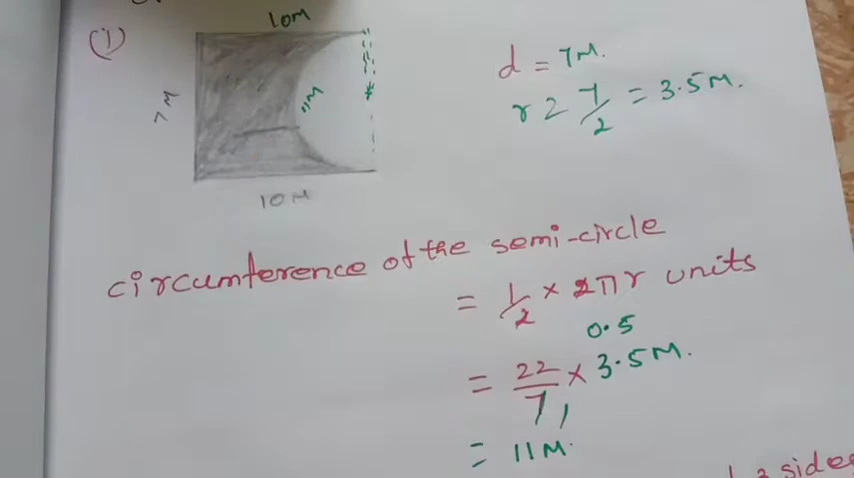 10M
(i)
7M
11M
10M
d = 7M.
r = 7/2 = 3.5M.
circumference of the semi-circle
= 1/2 × 2πr units
0.5
= 22/7 × 3.5M.
1
= 11M.
sides